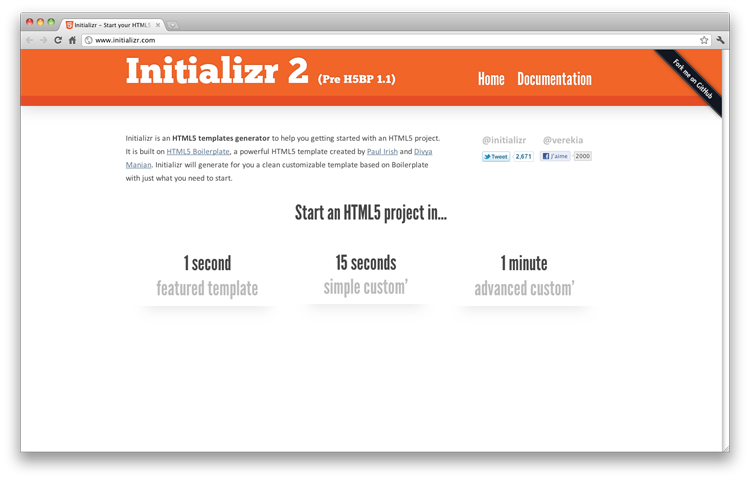 Initializr - Start your HTML5
www.initializr.com
Initializr 2 (Pre H5BP 1.1)
Home Documentation
Fork me on GitHub
Initializr is an HTML5 templates generator to help you getting started with an HTML5 project.
It is built on HTML5 Boilerplate, a powerful HTML5 template created by Paul Irish and Divya
Manian. Initializr will generate for you a clean customizable template based on Boilerplate
with just what you need to start.
@initializr @verekia
Tweet 2,671 J'aime 2000
Start an HTML5 project in...
1 second 15 seconds 1 minute
featured template simple custom' advanced custom'